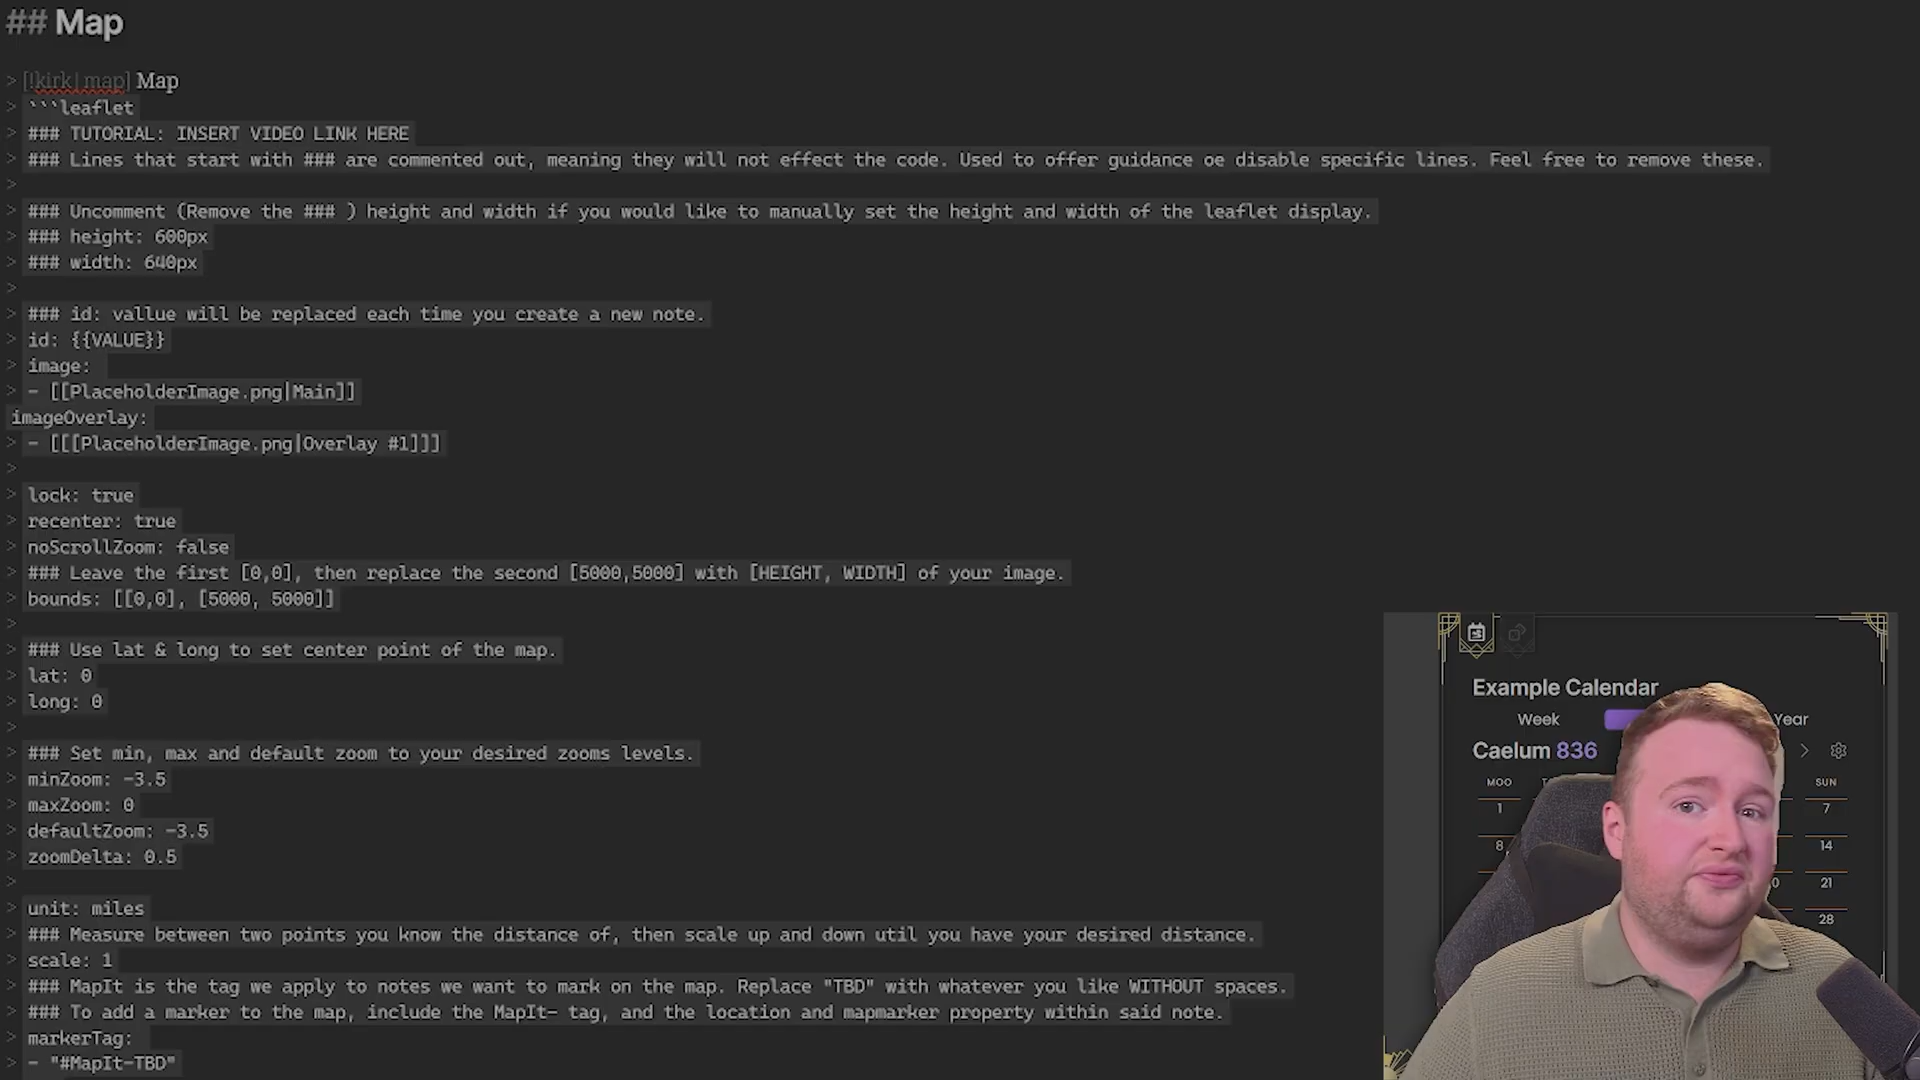 ## Map
> [!kirk|map] Map
> ```leaflet
> ### TUTORIAL: INSERT VIDEO LINK HERE
> ### Lines that start with ### are commented out, meaning they will not effect the code. Used to offer guidance oe disable specific lines. Feel free to remove these.
>
> ### Uncomment (Remove the ### ) height and width if you would like to manually set the height and width of the leaflet display.
> ### height: 600px
> ### width: 640px
>
> ### id: vallue will be replaced each time you create a new note.
> id: {{VALUE}}
> image:
> - [[PlaceholderImage.png|Main]]
imageOverlay:
> - [[[PlaceholderImage.png|Overlay #1]]]
>
> lock: true
> recenter: true
> noScrollZoom: false
> ### Leave the first [0,0], then replace the second [5000,5000] with [HEIGHT, WIDTH] of your image.
> bounds: [[0,0], [5000, 5000]]
>
> ### Use lat & long to set center point of the map.
> lat: 0
> long: 0
>
> ### Set min, max and default zoom to your desired zooms levels.
> minZoom: -3.5
> maxZoom: 0
> defaultZoom: -3.5
> zoomDelta: 0.5
>
> unit: miles
> ### Measure between two points you know the distance of, then scale up and down util you have your desired distance.
> scale: 1
> ### MapIt is the tag we apply to notes we want to mark on the map. Replace "TBD" with whatever you like WITHOUT spaces.
> ### To add a marker to the map, include the MapIt- tag, and the location and mapmarker property within said note.
> markerTag:
> - "#MapIt-TBD"
Example Calendar
Week Year
Caelum 836 >
MOO SUN
1 7
8 14
21
28